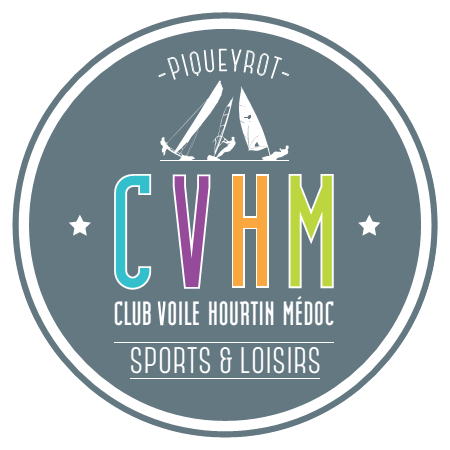 -PIQUEYROT-
CVHM
CLUB VOILE HOURTIN MÉDOC
SPORTS & LOISIRS